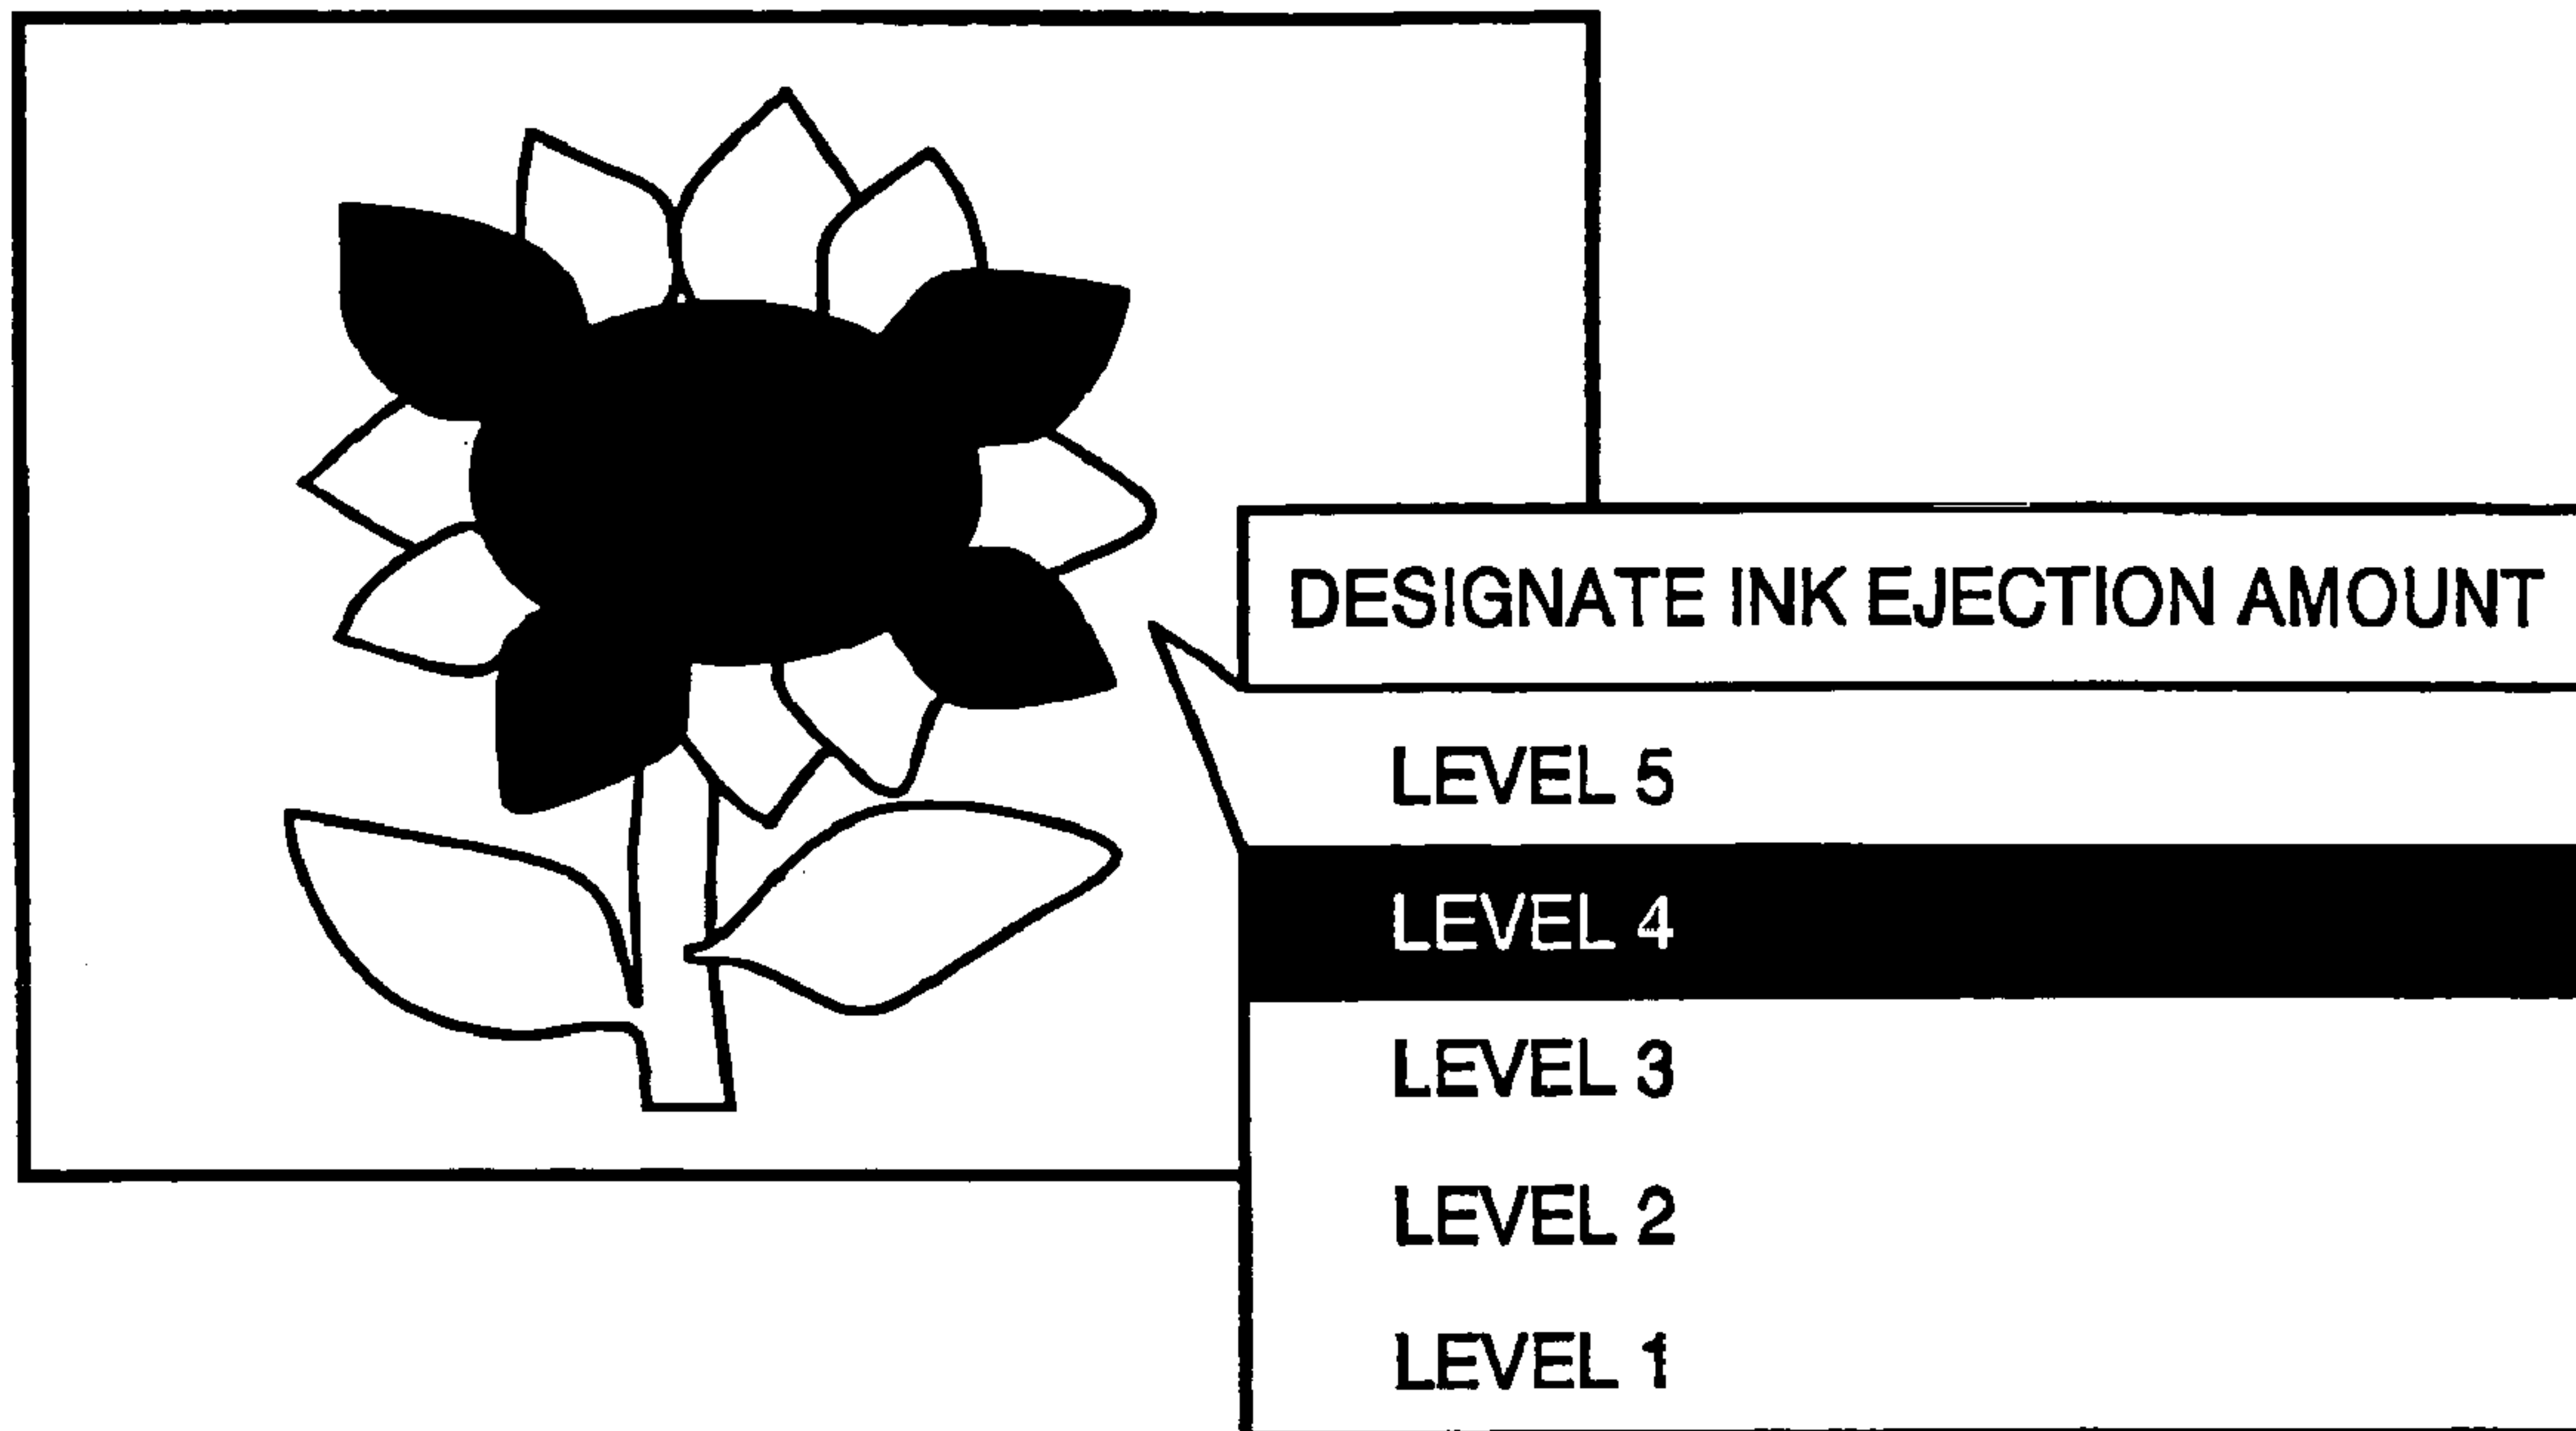 DESIGNATE INK EJECTION AMOUNT
LEVEL 5
LEVEL 4
LEVEL 3
LEVEL 2
LEVEL 1